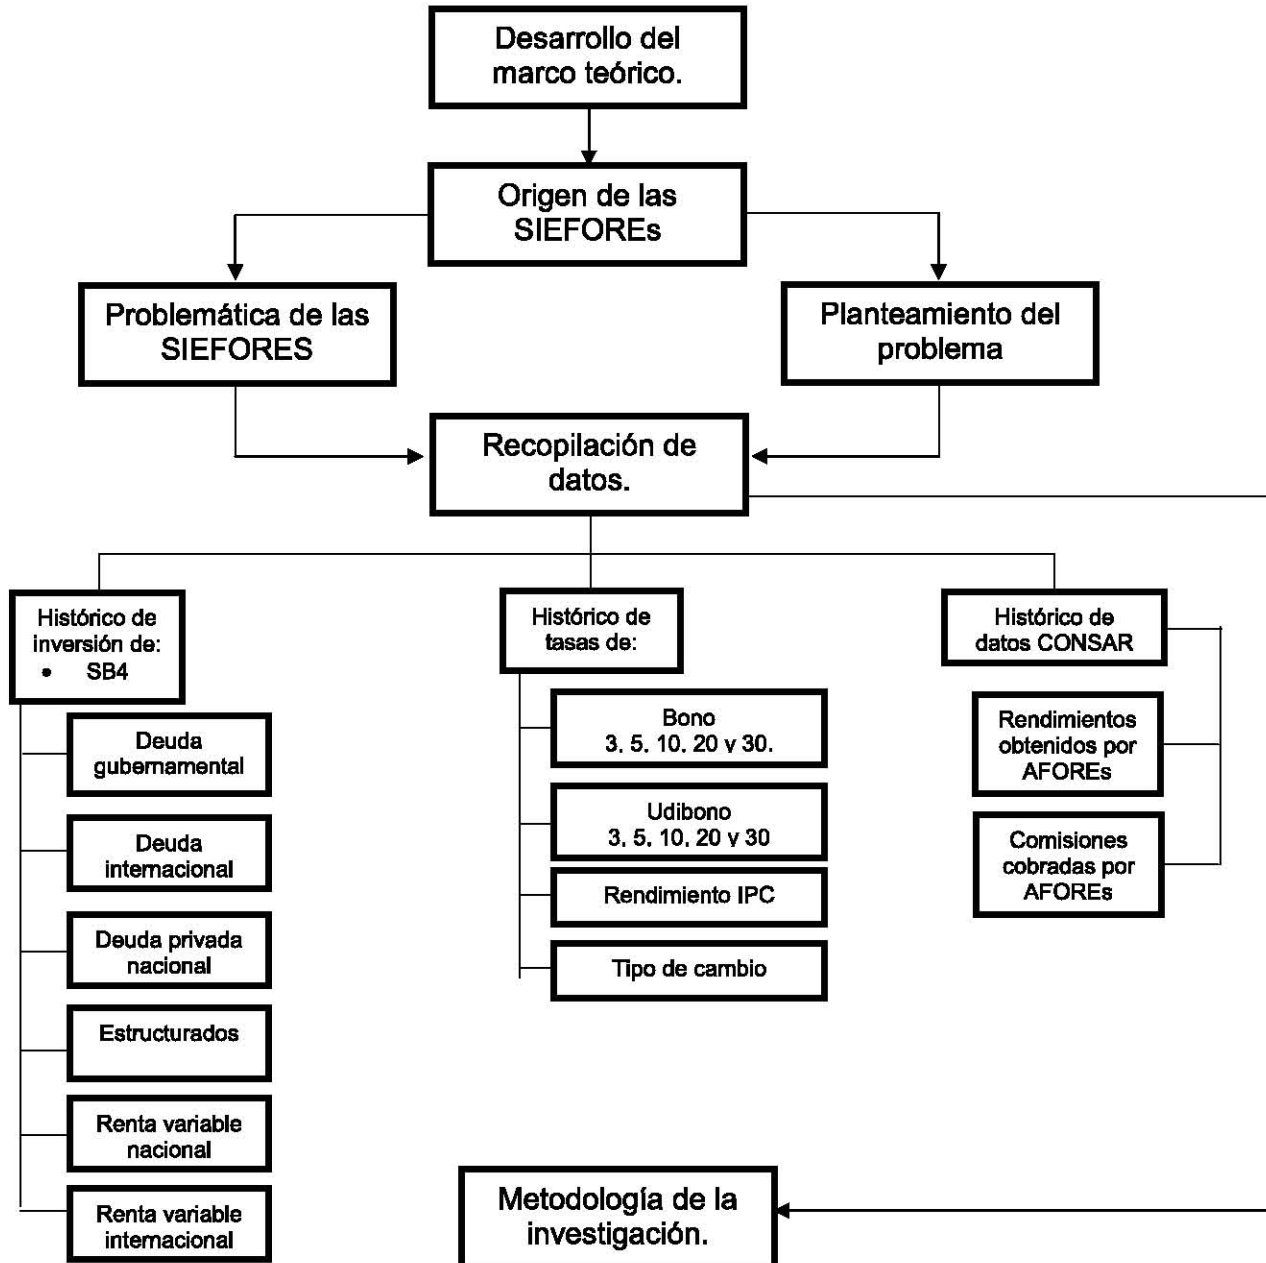 Desarrollo del
marco teórico.
Origen de las
SIEFOREs
Problemática de las
SIEFORES
Planteamiento del
problema
Recopilación de
datos.
Histórico de
inversión de:
• SB4
Deuda
gubernamental
Deuda
internacional
Deuda privada
nacional
Estructurados
Renta variable
nacional
Renta variable
internacional
Histórico de
tasas de:
Bono
3, 5, 10, 20 y 30.
Udibono
3, 5, 10, 20 y 30
Rendimiento IPC
Tipo de cambio
Histórico de
datos CONSAR
Rendimientos
obtenidos por
AFOREs
Comisiones
cobradas por
AFOREs
Metodología de la
investigación.